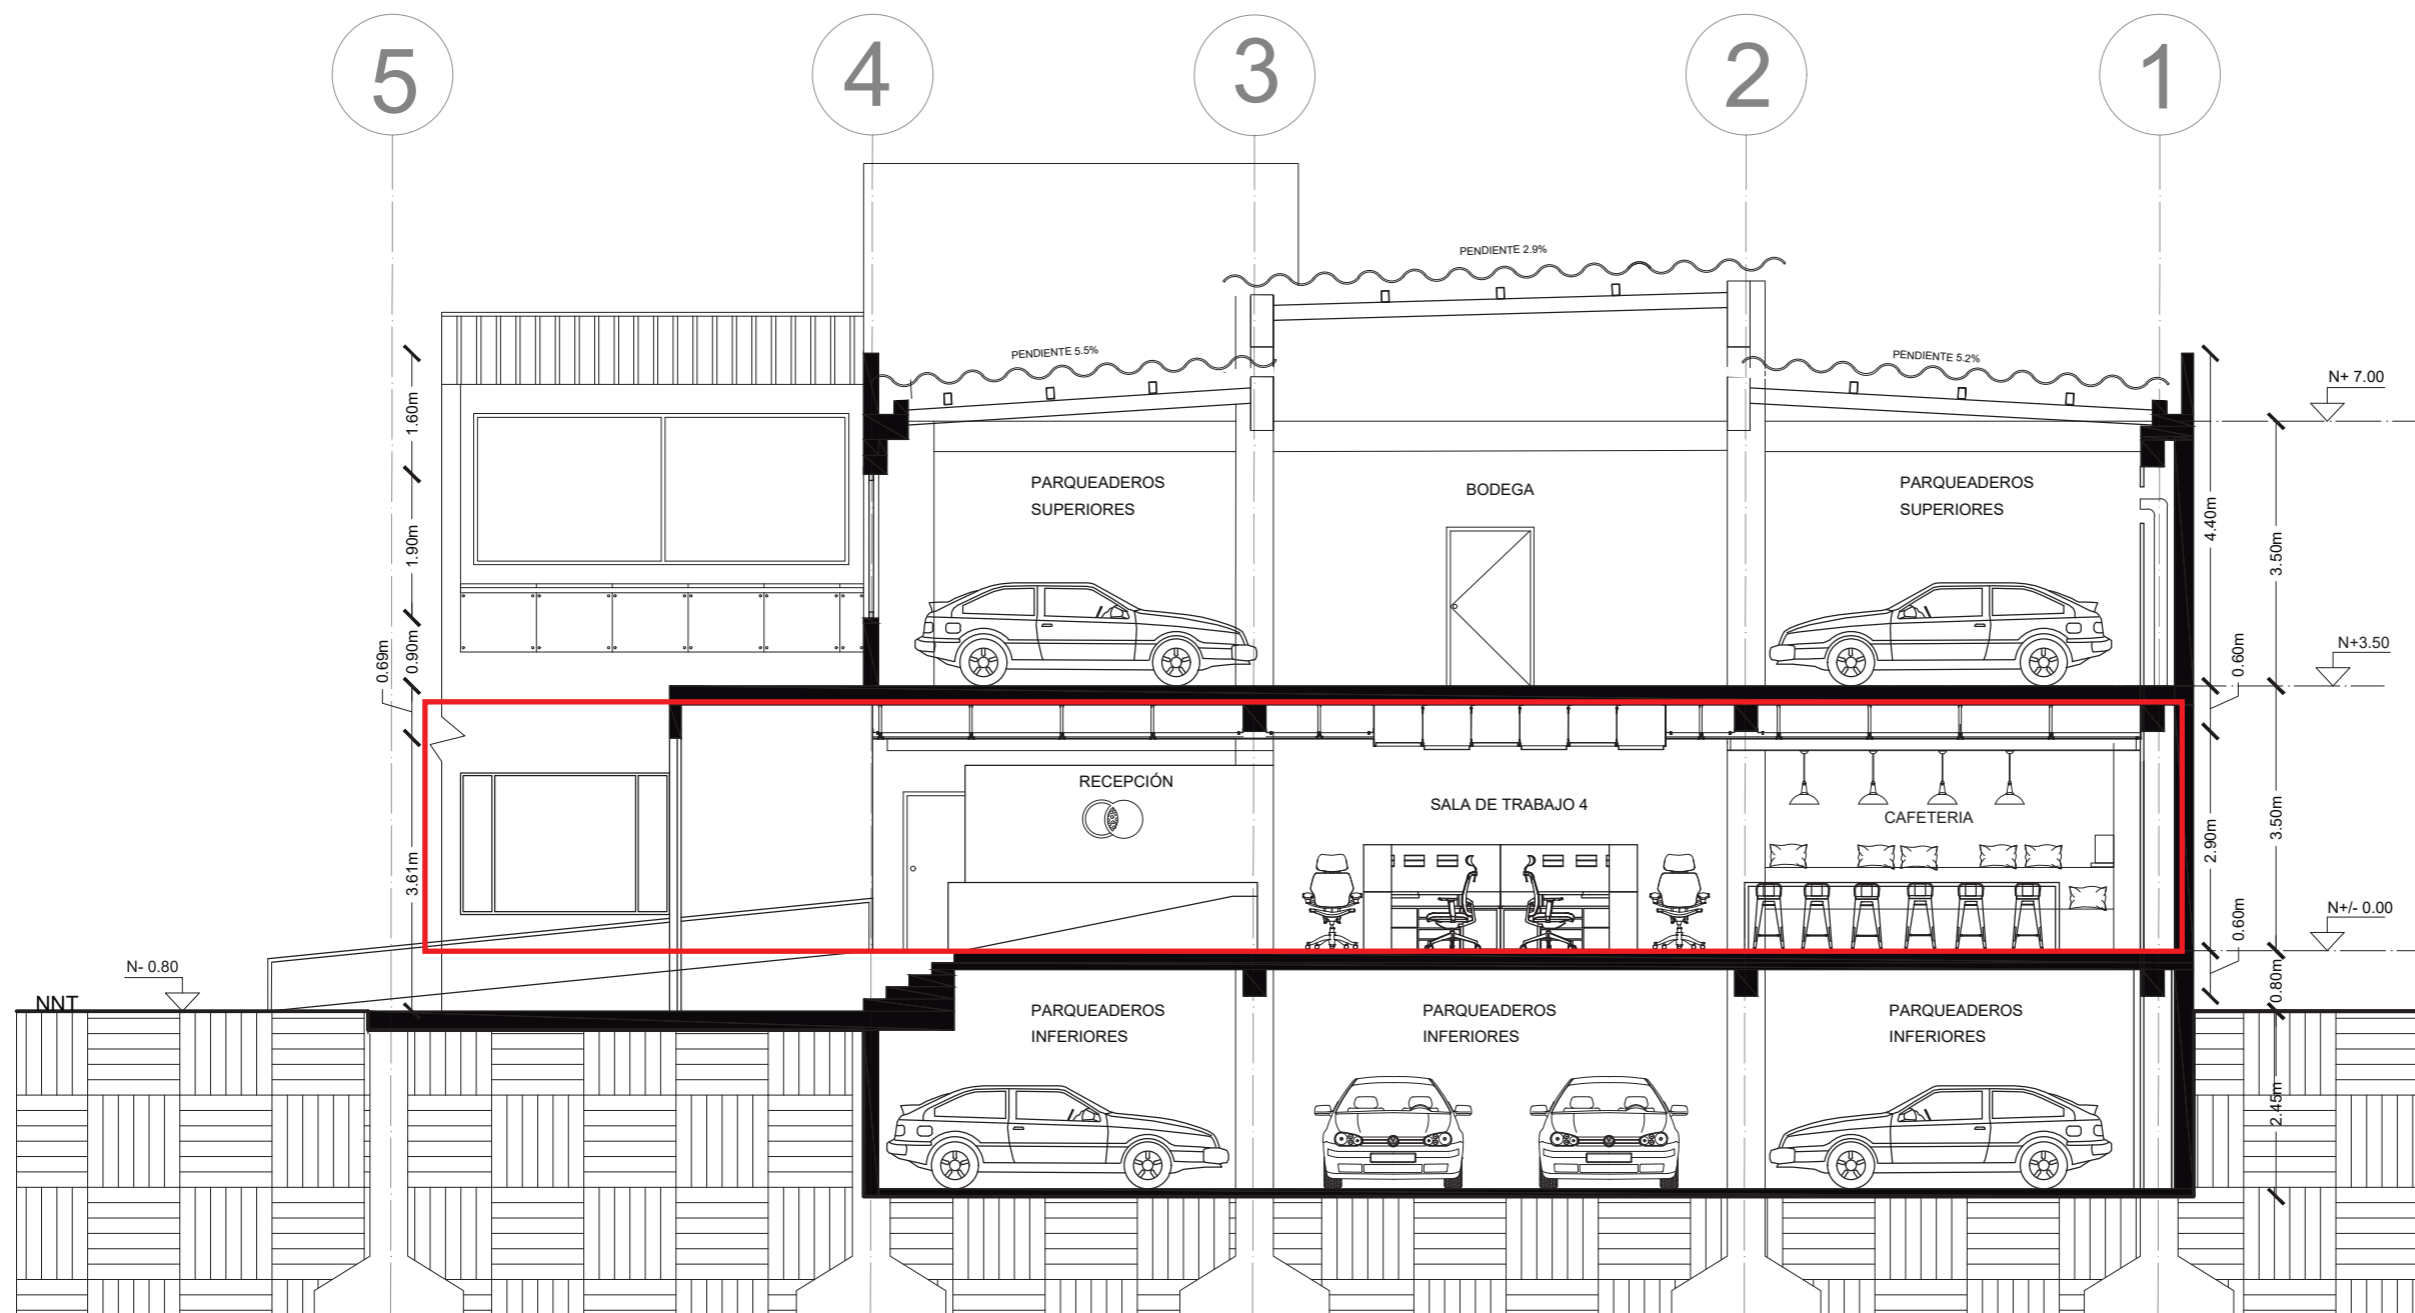 5
4
3
2
1
PENDIENTE 2.9%
PENDIENTE 5.5%
PENDIENTE 5.2%
N+ 7.00
1.60m
PARQUEADEROS
SUPERIORES
BODEGA
PARQUEADEROS
SUPERIORES
4.40m
3.50m
1.90m
0.90m
0.69m
0.60m
N+3.50
RECEPCIÓN
SALA DE TRABAJO 4
CAFETERIA
3.61m
2.90m
3.50m
N+/- 0.00
0.60m
N- 0.80
NNT
0.80m
PARQUEADEROS
INFERIORES
PARQUEADEROS
INFERIORES
PARQUEADEROS
INFERIORES
2.45m